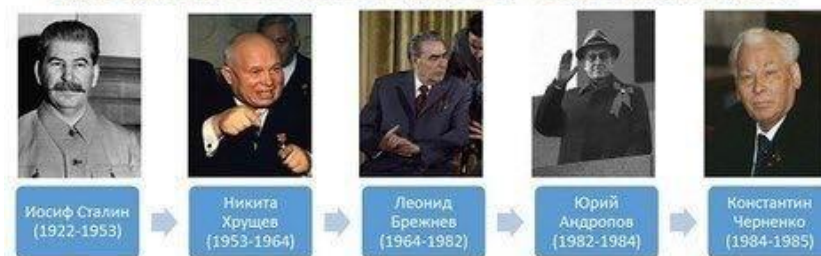 Иосиф Сталин
(1922-1953)
Никита
Хрущев
(1953-1964)
Леонид
Брежнев
(1964-1982)
Юрий
Андропов
(1982-1984)
Константин
Черненко
(1984-1985)